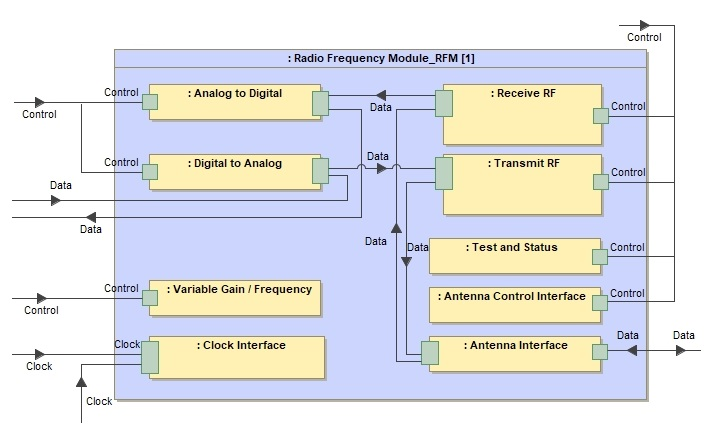 Control
: Radio Frequency Module_RFM [1]
Control
: Analog to Digital
: Receive RF
Control
Data
Control
Control
: Digital to Analog
Data
: Transmit RF
Control
Data
Data
Data
Data
: Test and Status
Control
Control
: Variable Gain / Frequency
: Antenna Control Interface
Control
Control
Clock
: Clock Interface
: Antenna Interface
Data
Data
Clock
Clock